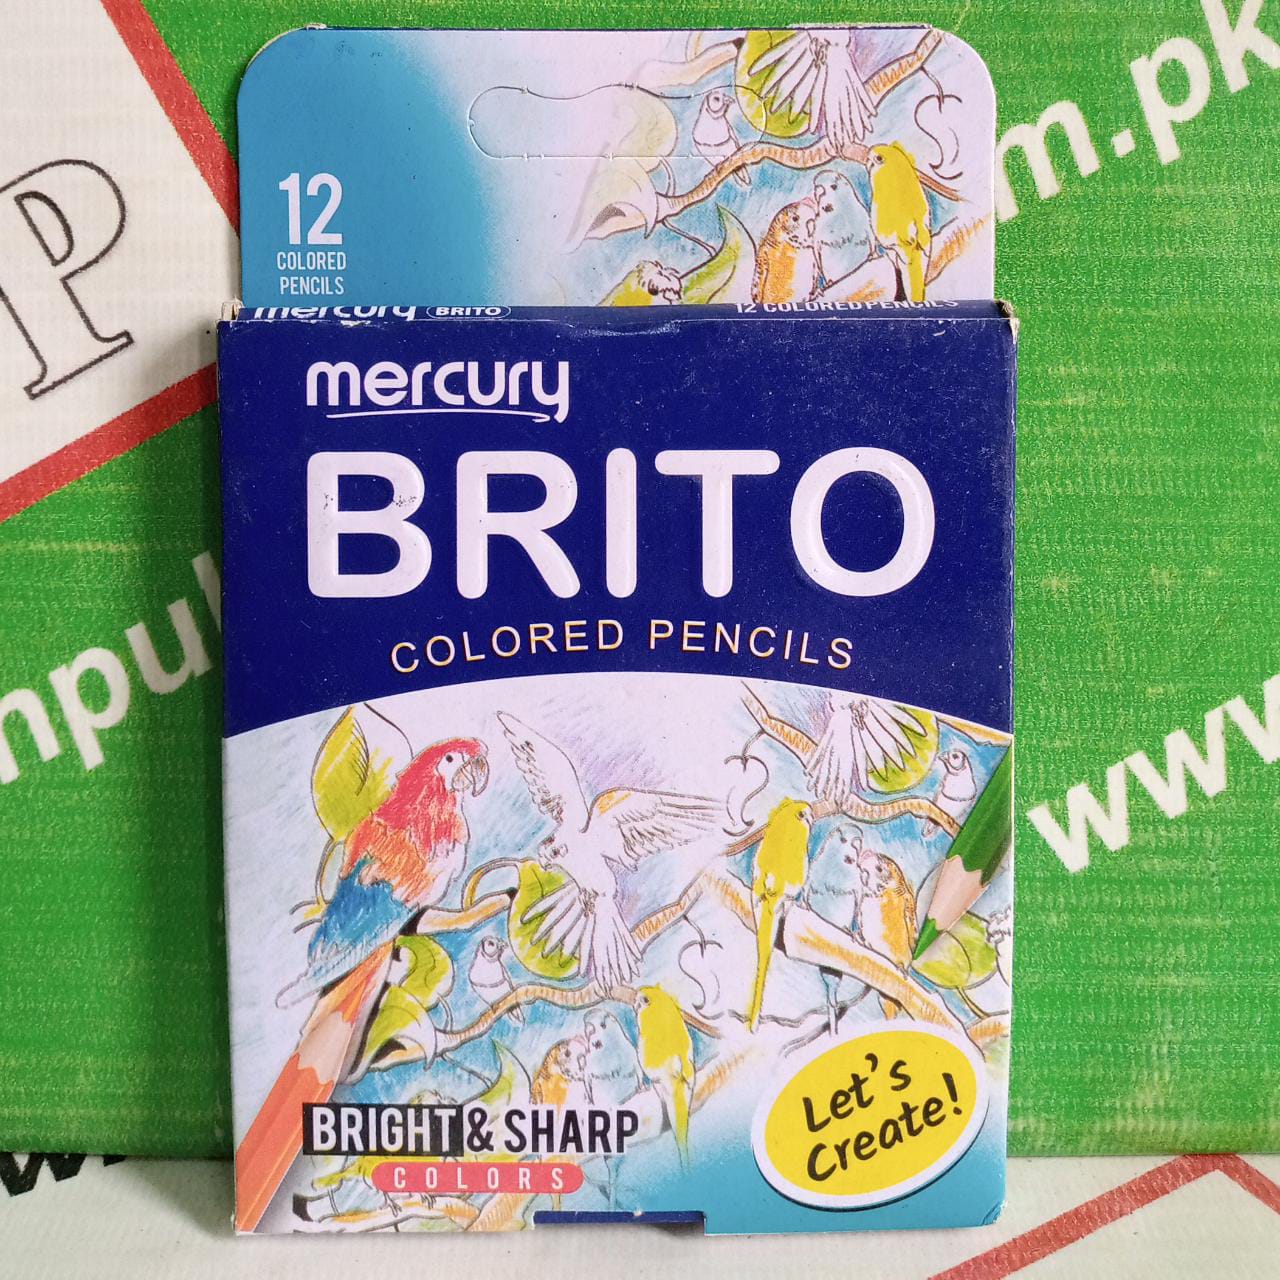 P
m.pk
12
COLORED
PENCILS
mercury BRITO
12 COLORED PENCILS
mercury
BRITO
COLORED PENCILS
npul
www.
BRIGHT & SHARP
COLORS
Let's
Create!